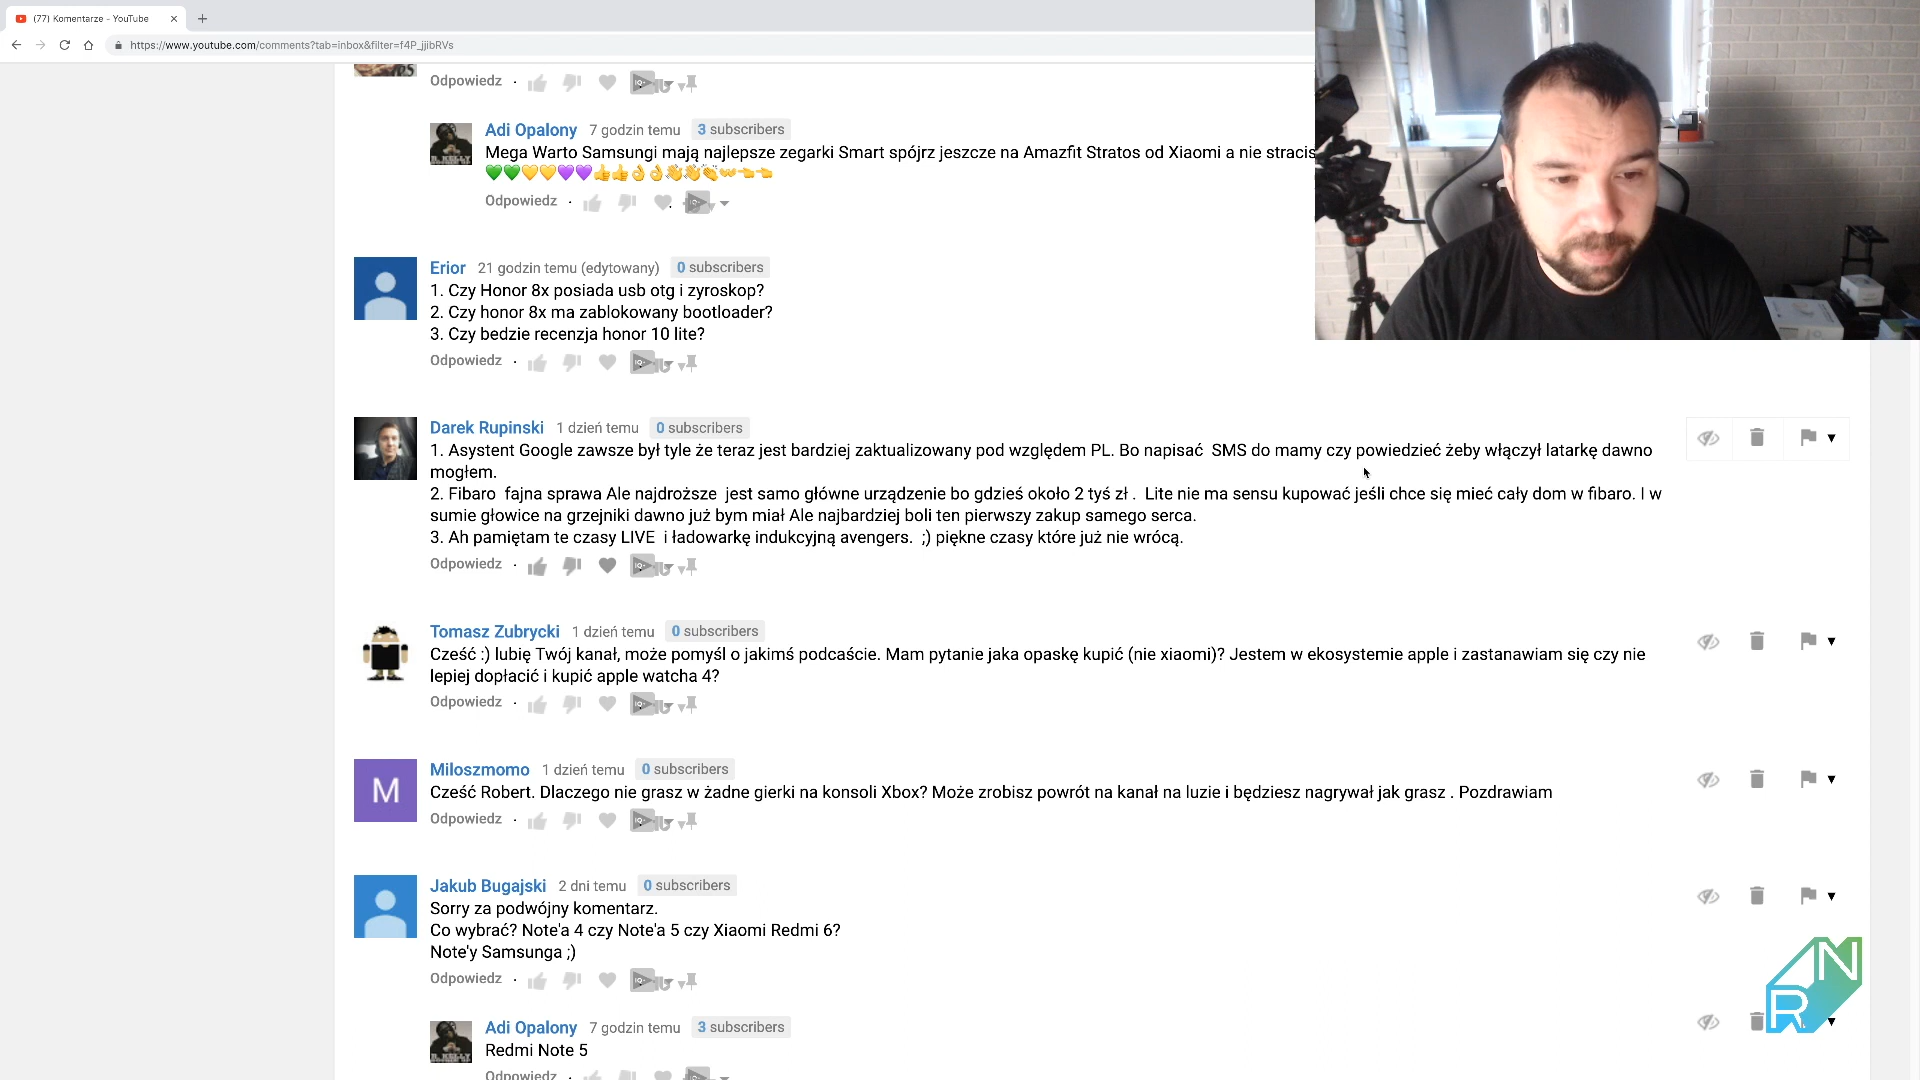 (77) Komentarze - YouTube
https://www.youtube.com/comments?tab=inbox&filter=f4P_jjibRVs
Odpowiedz
Adi Opalony 7 godzin temu 3 subscribers
Mega Warto Samsungi mają najlepsze zegarki Smart spójrz jeszcze na Amazfit Stratos od Xiaomi a nie stracis
💚💚💛💛💜💜👍👍👌👌👋👋👏👐👈👈
Odpowiedz
Erior 21 godzin temu (edytowany) 0 subscribers
1. Czy Honor 8x posiada usb otg i zyroskop?
2. Czy honor 8x ma zablokowany bootloader?
3. Czy bedzie recenzja honor 10 lite?
Odpowiedz
Darek Rupinski 1 dzień temu 0 subscribers
1. Asystent Google zawsze był tyle że teraz jest bardziej zaktualizowany pod względem PL. Bo napisać SMS do mamy czy powiedzieć żeby włączył latarkę dawno
mogłem.
2. Fibaro fajna sprawa Ale najdroższe jest samo główne urządzenie bo gdzieś około 2 tyś zł . Lite nie ma sensu kupować jeśli chce się mieć cały dom w fibaro. I w
sumie głowice na grzejniki dawno już bym miał Ale najbardziej boli ten pierwszy zakup samego serca.
3. Ah pamiętam te czasy LIVE i ładowarkę indukcyjną avengers. ;) piękne czasy które już nie wrócą.
Odpowiedz
Tomasz Zubrycki 1 dzień temu 0 subscribers
Cześć :) lubię Twój kanał, może pomyśl o jakimś podcaście. Mam pytanie jaka opaskę kupić (nie xiaomi)? Jestem w ekosystemie apple i zastanawiam się czy nie
lepiej dopłacić i kupić apple watcha 4?
Odpowiedz
M
Miloszmomo 1 dzień temu 0 subscribers
Cześć Robert. Dlaczego nie grasz w żadne gierki na konsoli Xbox? Może zrobisz powrót na kanał na luzie i będziesz nagrywał jak grasz . Pozdrawiam
Odpowiedz
Jakub Bugajski 2 dni temu 0 subscribers
Sorry za podwójny komentarz.
Co wybrać? Note'a 4 czy Note'a 5 czy Xiaomi Redmi 6?
Note'y Samsunga ;)
Odpowiedz
RN
Adi Opalony 7 godzin temu 3 subscribers
Redmi Note 5
Odpowiedz